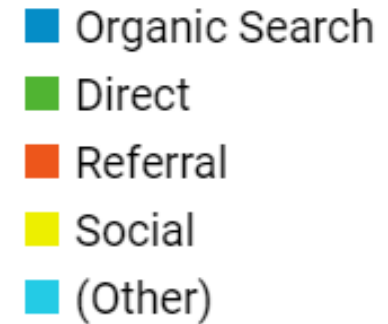 Organic Search
Direct
Referral
Social
(Other)